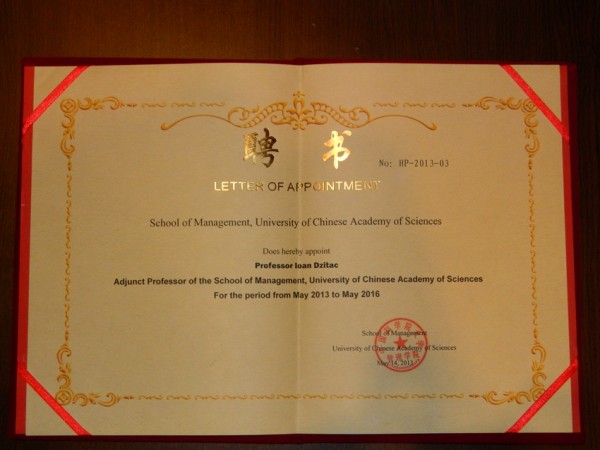 聘 书
No: HP-2013-03
LETTER OF APPOINTMENT
School of Management, University of Chinese Academy of Sciences
Does hereby appoint
Professor Ioan Dzitac
Adjunct Professor of the School of Management, University of Chinese Academy of Sciences
For the period from May 2013 to May 2016
School of Management
University of Chinese Academy of Sciences
May